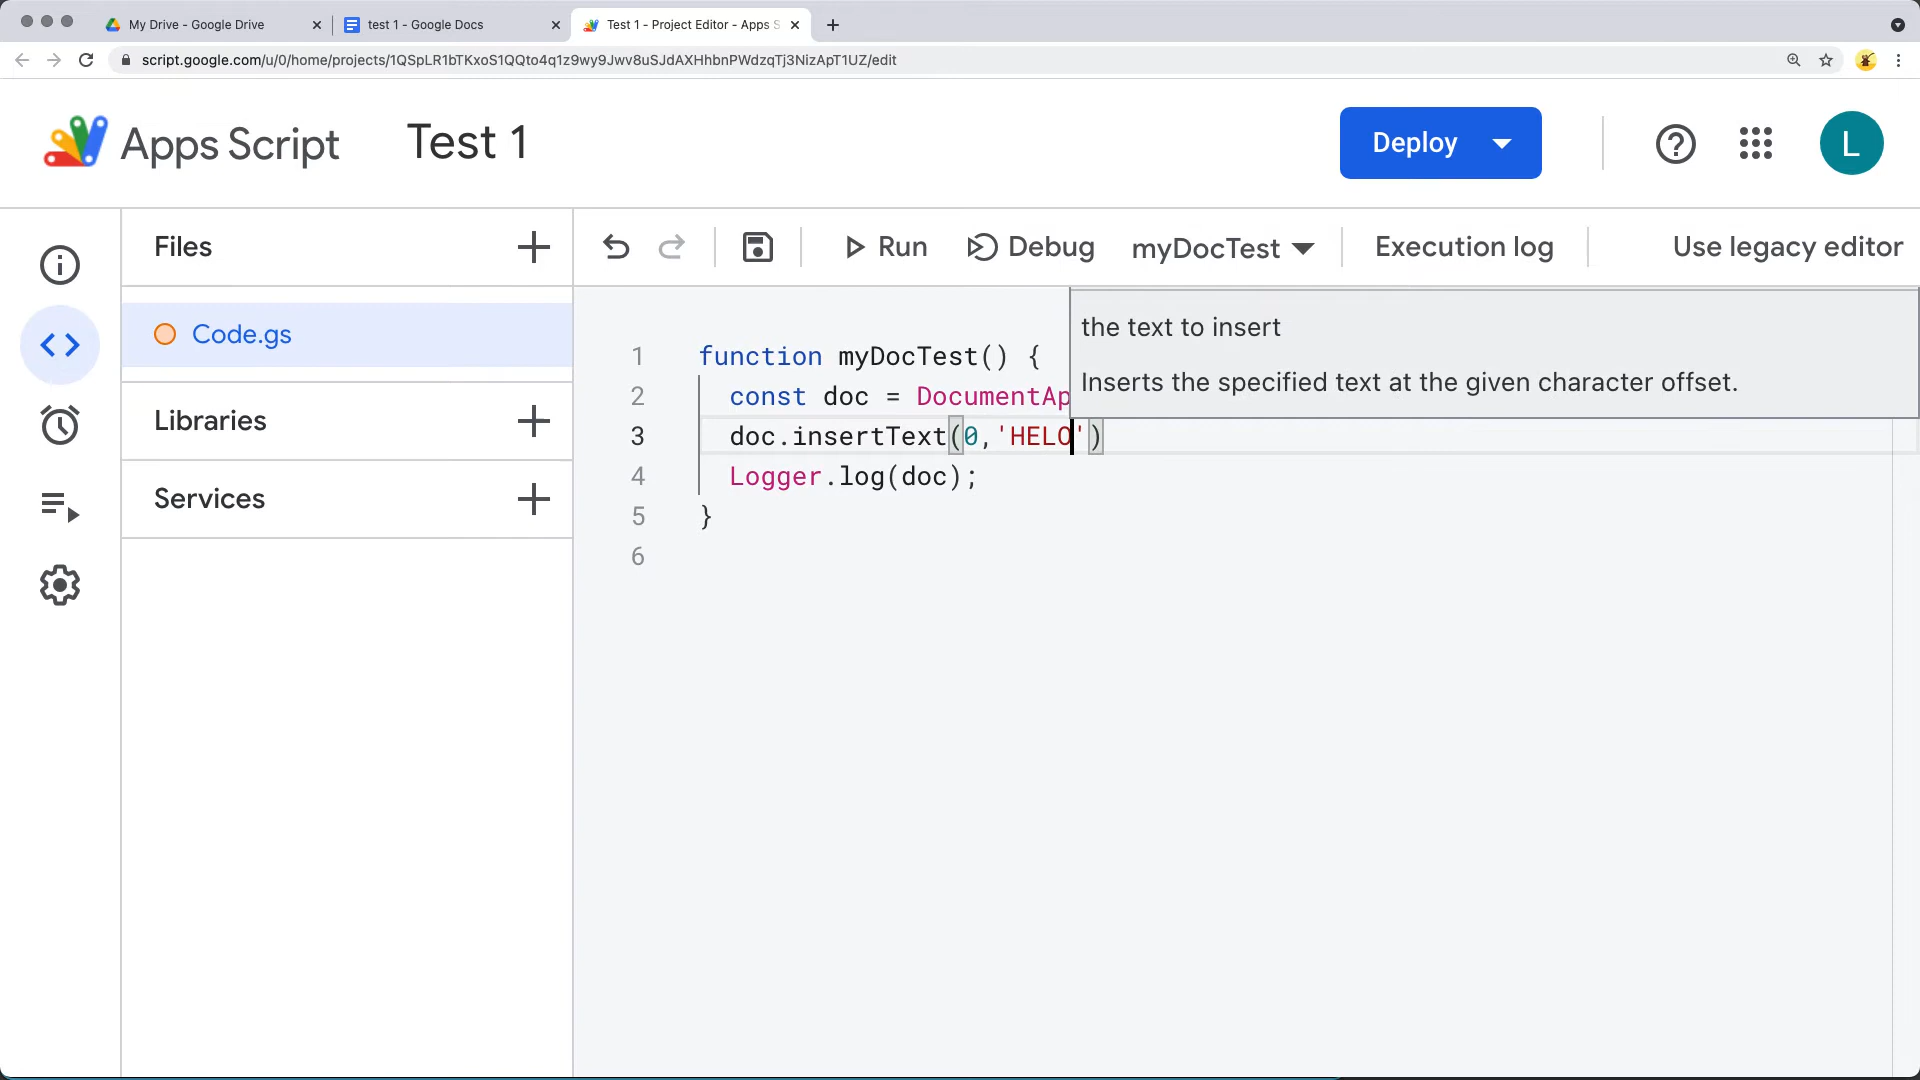 My Drive - Google Drive
test 1 - Google Docs
Test 1 - Project Editor - Apps S
script.google.com/u/0/home/projects/1QSpLR1bTKxoS1QQto4q1z9wy9Jwv8uSJdAXHhbnPWdzqTj3NizApT1UZ/edit
Apps Script
Test 1
Deploy
L
Files
Run
Debug
myDocTest
Execution log
Use legacy editor
Code.gs
Libraries
Services
the text to insert
Inserts the specified text at the given character offset.
1 function myDocTest() {
2 const doc = DocumentAp
3 doc.insertText(0,'HELO')
4 Logger.log(doc);
5 }
6